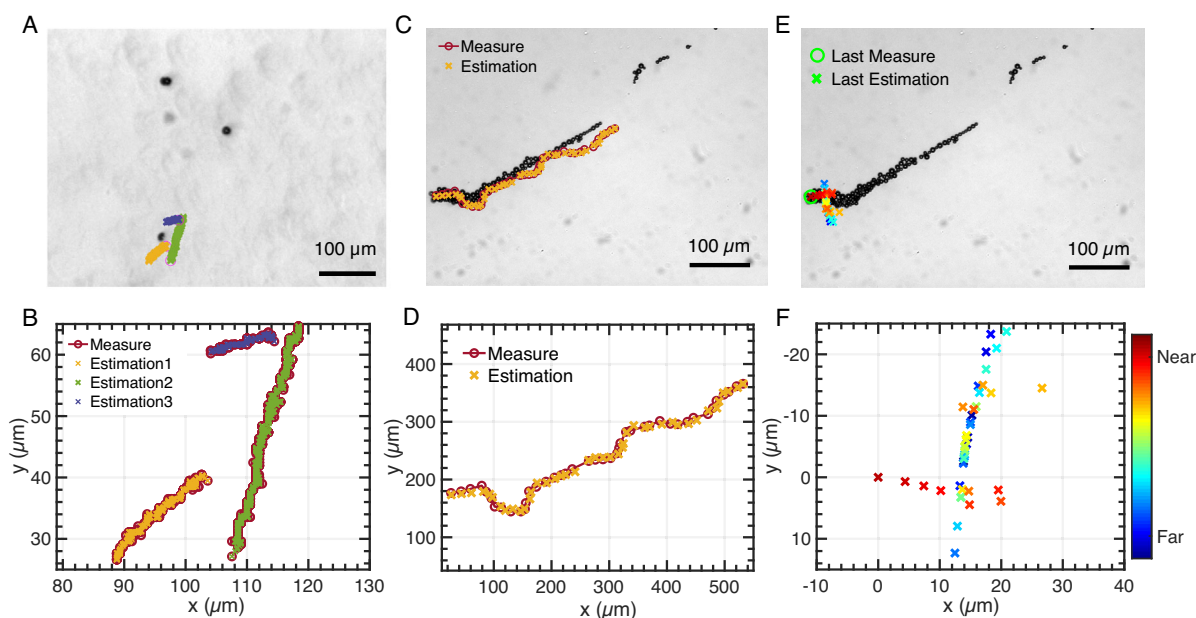 A
100 µm
C
Measure
Estimation
100 µm
E
Last Measure
Last Estimation
100 µm
B
Measure
Estimation1
Estimation2
Estimation3
60
50
40
30
y (µm)
80 90 100 110 120 130
x (µm)
D
Measure
Estimation
400
300
200
100
y (µm)
100 200 300 400 500
x (µm)
F
-20
-10
0
10
y (µm)
-10 0 10 20 30 40
x (µm)
Near
Far